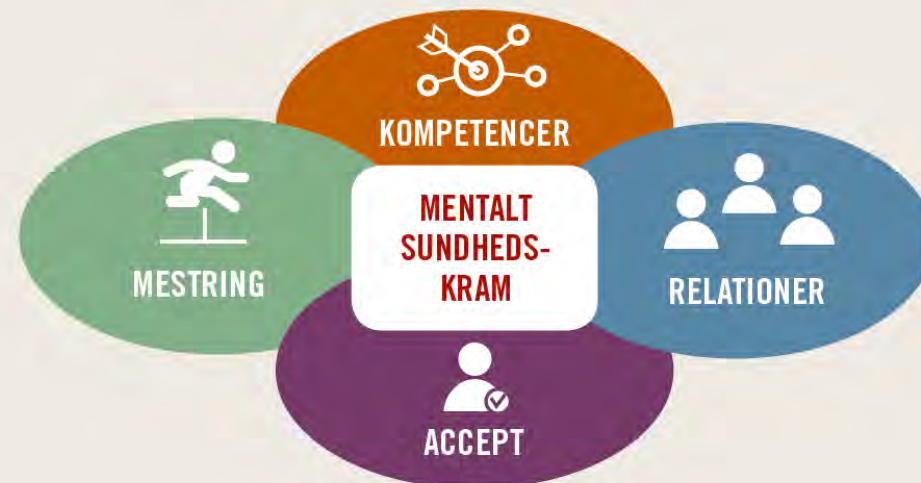 KOMPETENCER
MESTRING
MENTALT
SUNDHEDS-
KRAM
RELATIONER
ACCEPT